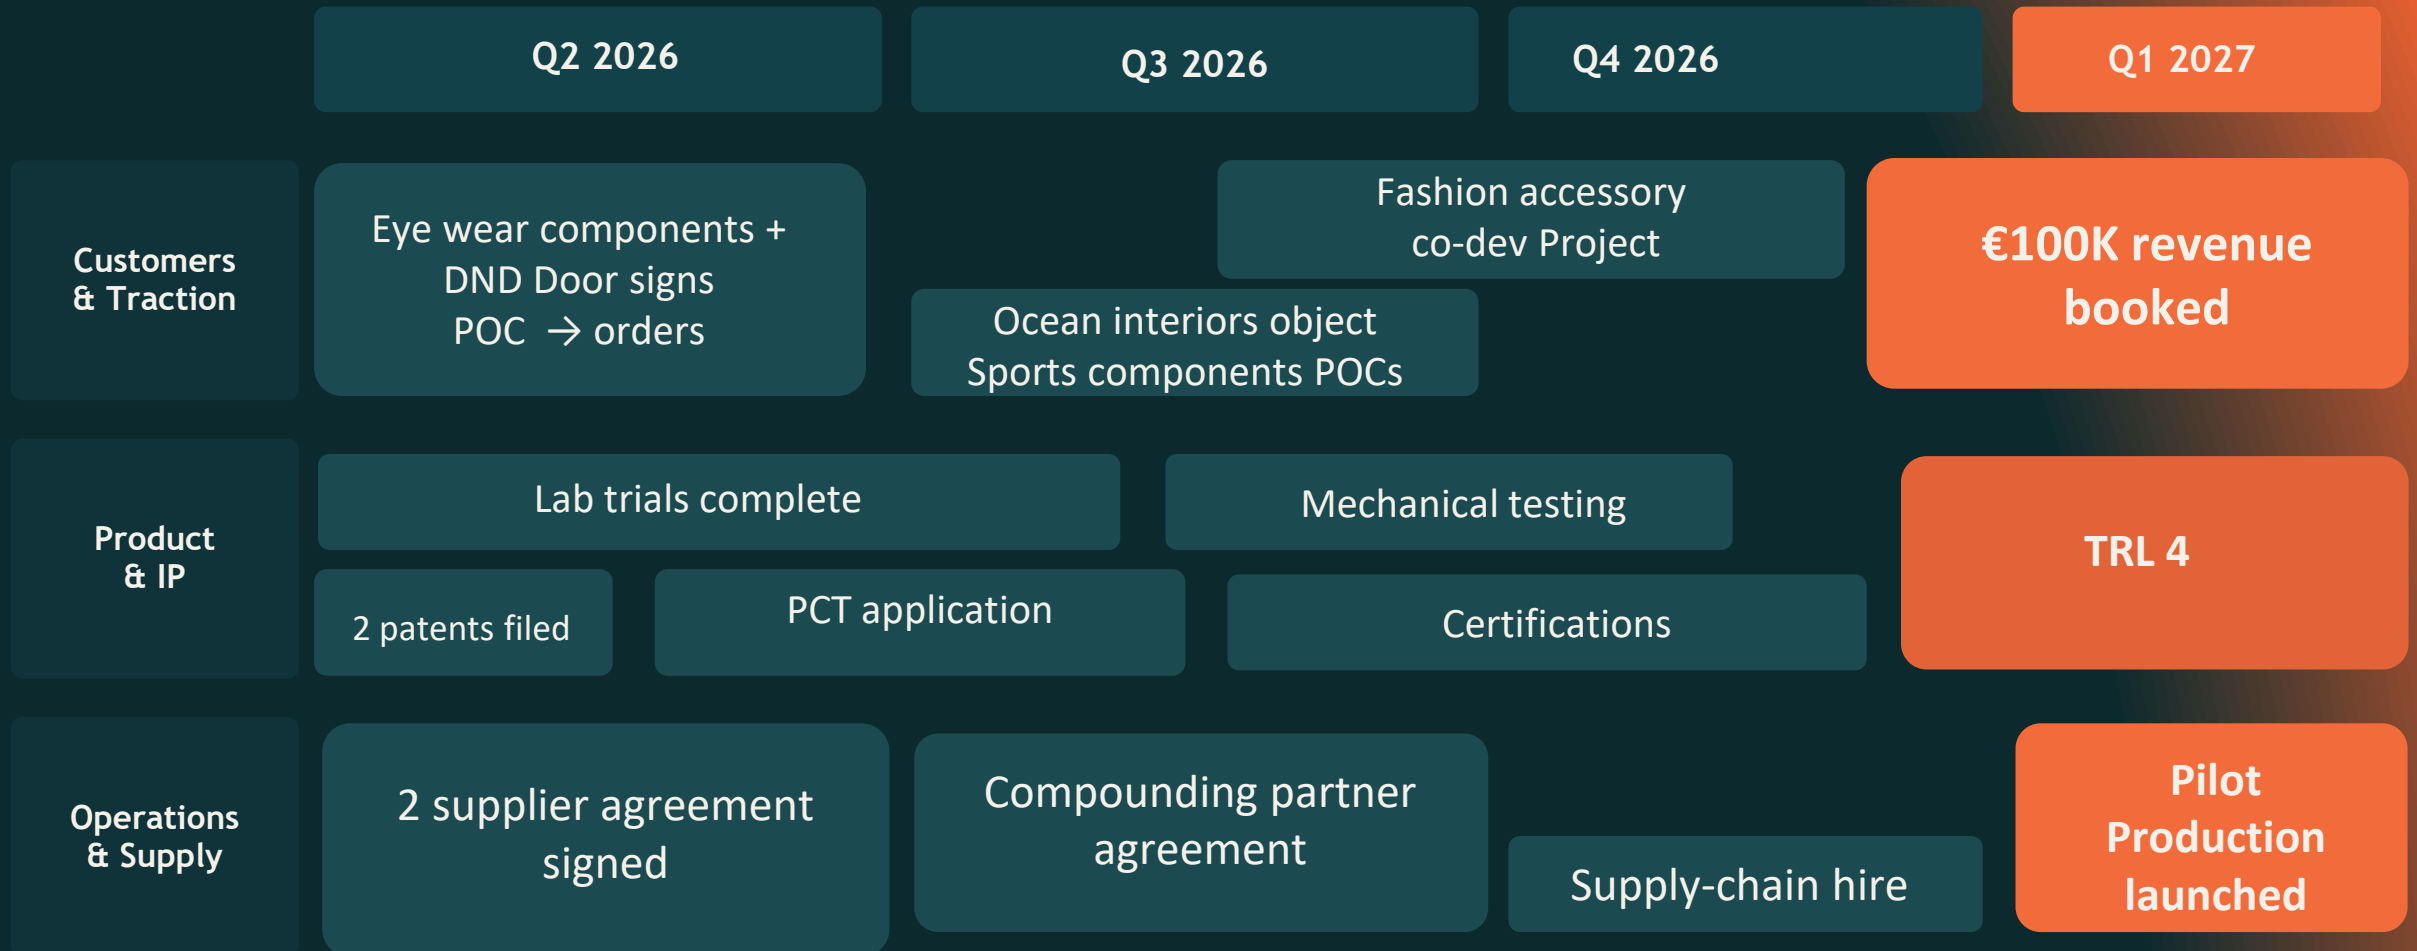 Q2 2026
Q3 2026
Q4 2026
Q1 2027
Customers
& Traction
Eye wear components +
DND Door signs
POC → orders
Fashion accessory
co-dev Project
Ocean interiors object
Sports components POCs
€100K revenue
booked
Product
& IP
Lab trials complete
Mechanical testing
2 patents filed
PCT application
Certifications
TRL 4
Operations
& Supply
2 supplier agreement
signed
Compounding partner
agreement
Supply-chain hire
Pilot
Production
launched